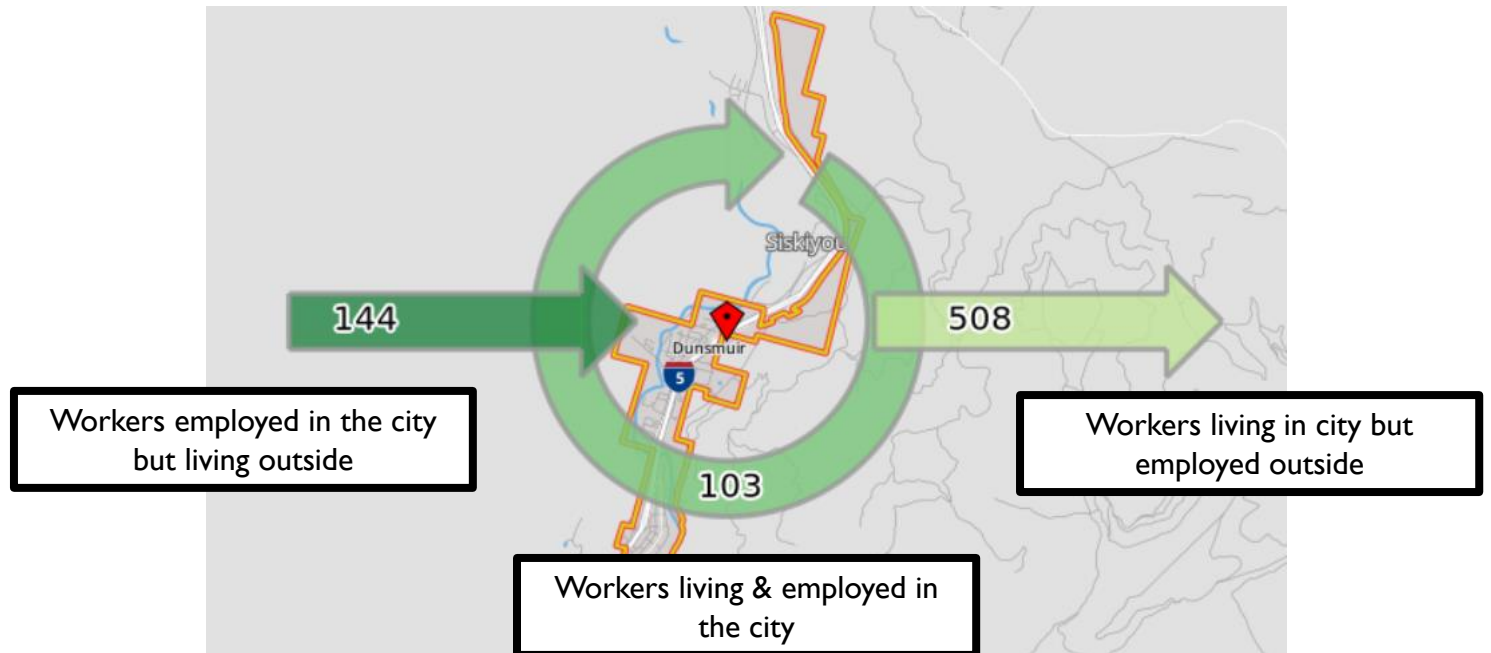 Siskiyou
144
508
Dunsmuir
5
Workers employed in the city
but living outside
Workers living in city but
employed outside
103
Workers living & employed in
the city